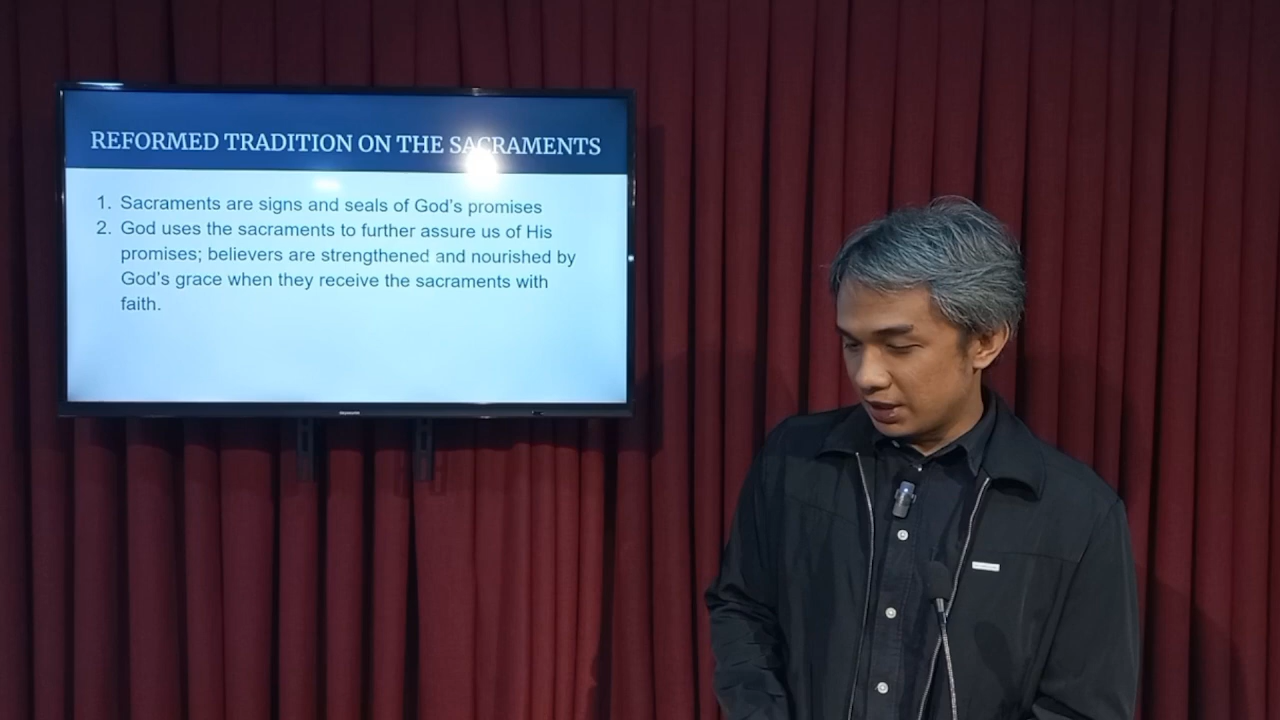 REFORMED TRADITION ON THE SACRAMENTS
1. Sacraments are signs and seals of God's promises
2. God uses the sacraments to further assure us of His
promises; believers are strengthened and nourished by
God's grace when they receive the sacraments with
faith.